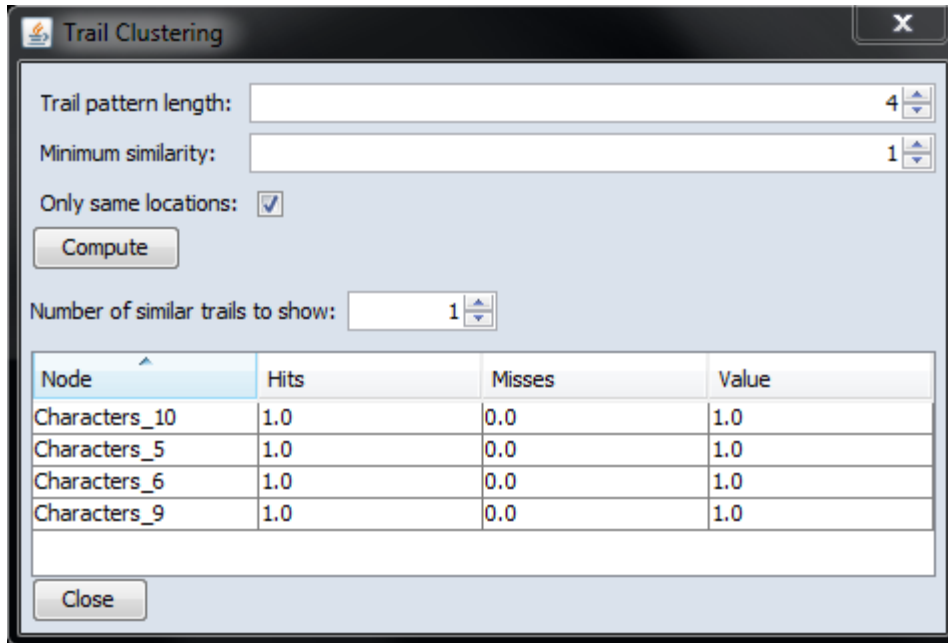 Trail Clustering
Trail pattern length: 4
Minimum similarity: 1
Only same locations:
Compute
Number of similar trails to show: 1
Node Hits Misses Value
Characters_10 1.0 0.0 1.0
Characters_5 1.0 0.0 1.0
Characters_6 1.0 0.0 1.0
Characters_9 1.0 0.0 1.0
Close